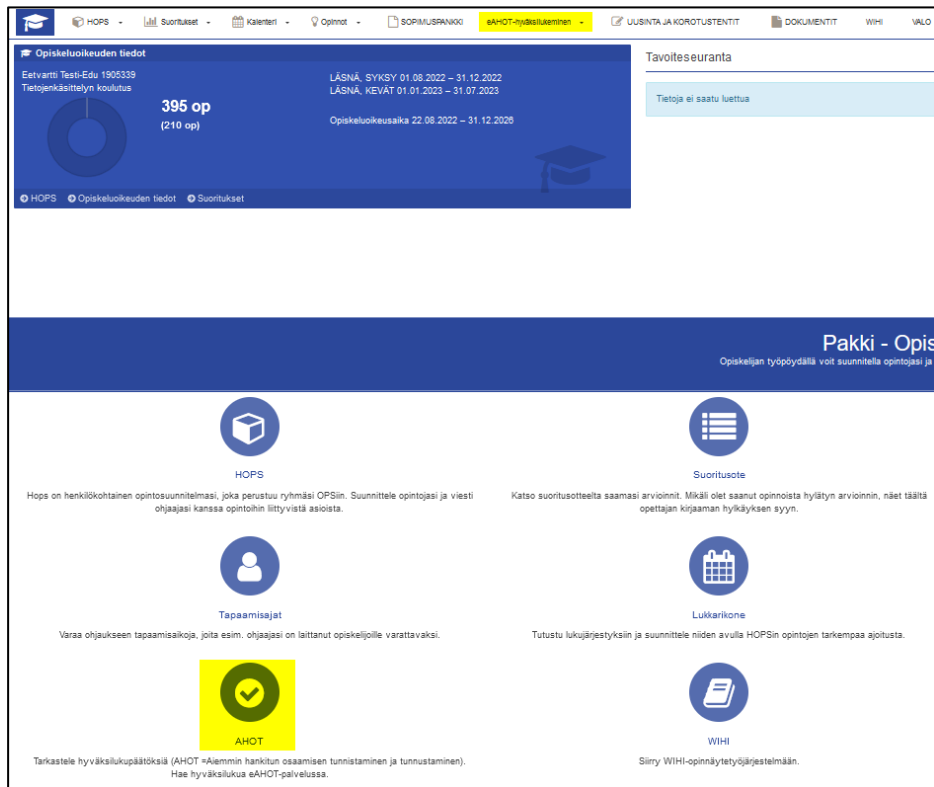 HOPS Suoritukset Kalenteri Opinnot SOPIMUSPANKKI eAHOT-hyväksilukeminen UUSINTA JA KOROTUSTENTIT DOKUMENTIT WIHI VALO
Opiskeluoikeuden tiedot
Eetvartti Testi-Edu 1905339
Tietojenkäsittelyn koulutus
395 op
(210 op)
LÄSNÄ, SYKSY 01.08.2022 – 31.12.2022
LÄSNÄ, KEVÄT 01.01.2023 – 31.07.2023
Opiskeluoikeusaika 22.08.2022 – 31.12.2026
HOPS Opiskeluoikeuden tiedot Suoritukset
Tavoiteseuranta
Tietoja ei saatu luettua
Pakki - Opis
Opiskelijan työpöydällä voit suunnitella opintojasi ja
HOPS
Hops on henkilökohtainen opintosuunnitelmasi, joka perustuu ryhmäsi OPSiin. Suunnittele opintojasi ja viesti
ohjaajasi kanssa opintoihin liittyvistä asioista.
Suoritusote
Katso suoritusotteelta saamasi arvioinnit. Mikäli olet saanut opinnoista hylätyn arvioinnin, näet täältä
opettajan kirjaaman hylkäyksen syyn.
Tapaamisajat
Varaa ohjaukseen tapaamisaikoja, joita esim. ohjaajasi on laittanut opiskelijoille varattavaksi.
Lukkarikone
Tutustu lukujärjestyksiin ja suunnittele niiden avulla HOPSin opintojen tarkempaa ajoitusta.
AHOT
Tarkastele hyväksilukupäätöksiä (AHOT =Aiemmin hankitun osaamisen tunnistaminen ja tunnustaminen).
Hae hyväksilukua eAHOT-palvelussa.
WIHI
Siirry WIHI-opinnäytetyöjärjestelmään.